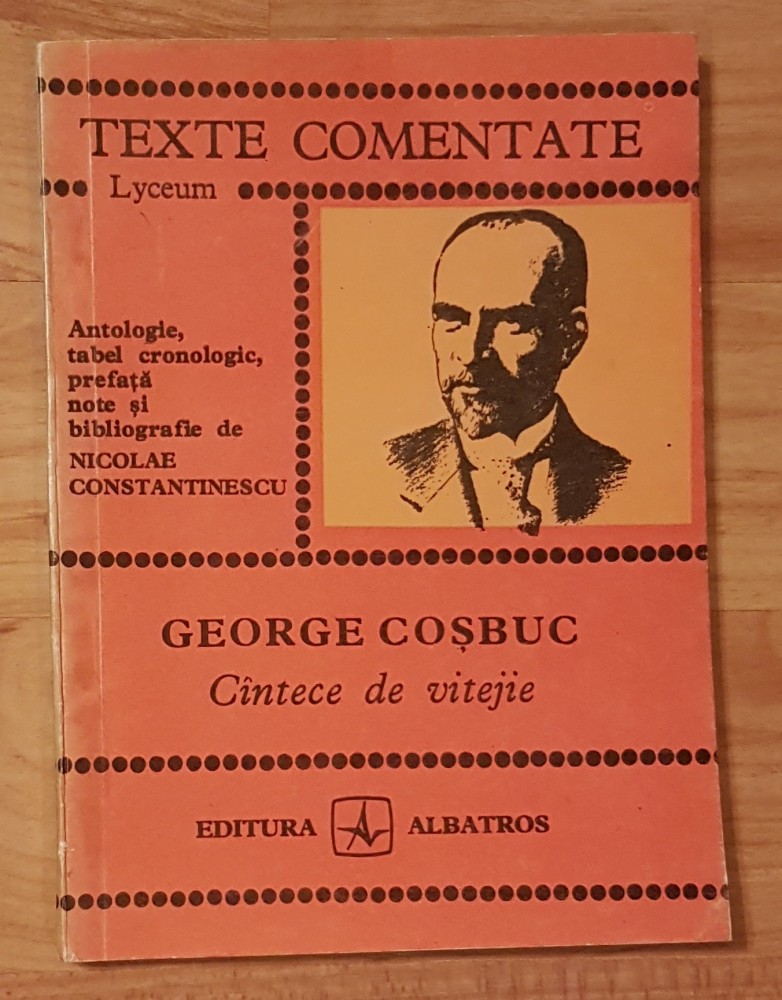 TEXTE COMENTATE
Lyceum
Antologie,
tabel cronologic,
prefață
note și
bibliografie de
NICOLAE
CONSTANTINESCU
GEORGE COȘBUC
Cîntece de vitejie
EDITURA ALBATROS